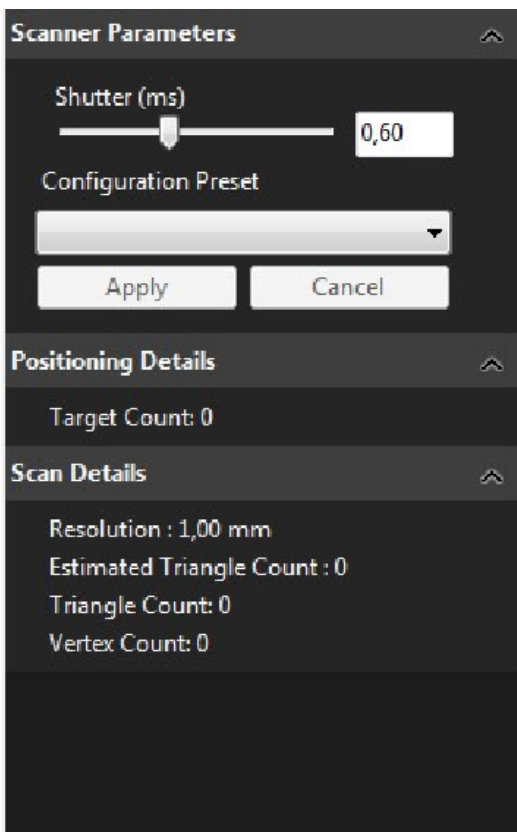 Scanner Parameters
Shutter (ms)
0,60
Configuration Preset
Apply Cancel
Positioning Details
Target Count: 0
Scan Details
Resolution : 1,00 mm
Estimated Triangle Count : 0
Triangle Count: 0
Vertex Count: 0